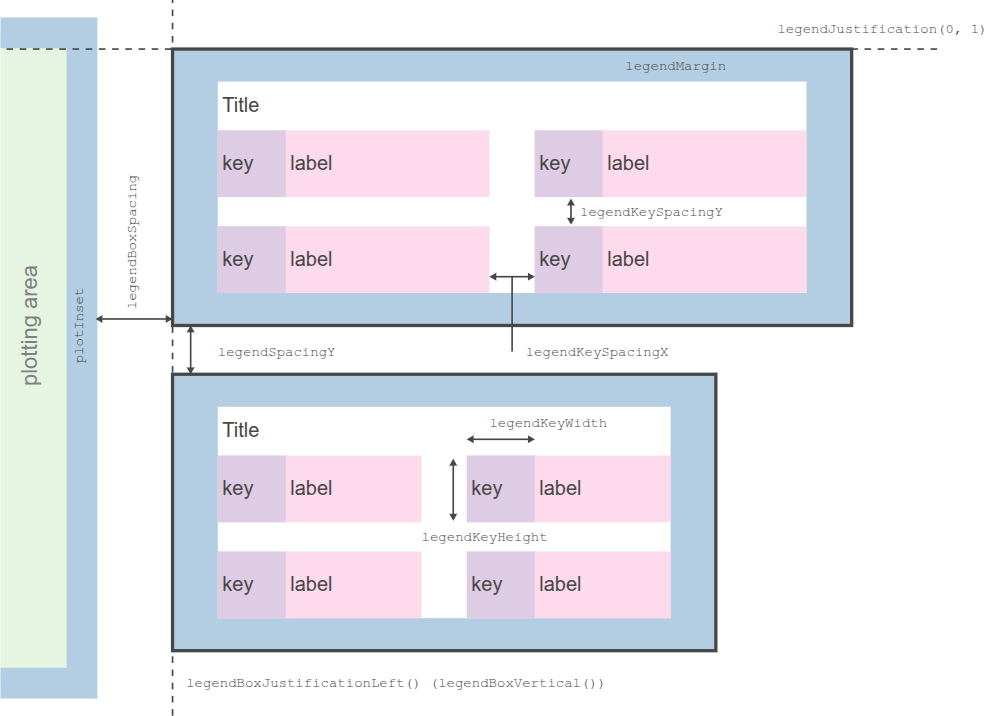 legendJustification(0, 1)
legendMargin
Title
key label key label
legendKeySpacingY
key label key label
legendBoxSpacing
plotting area
plotInset
legendSpacingY
legendKeySpacingX
Title
legendKeyWidth
key label key label
legendKeyHeight
key label key label
legendBoxJustificationLeft() (legendBoxVertical())